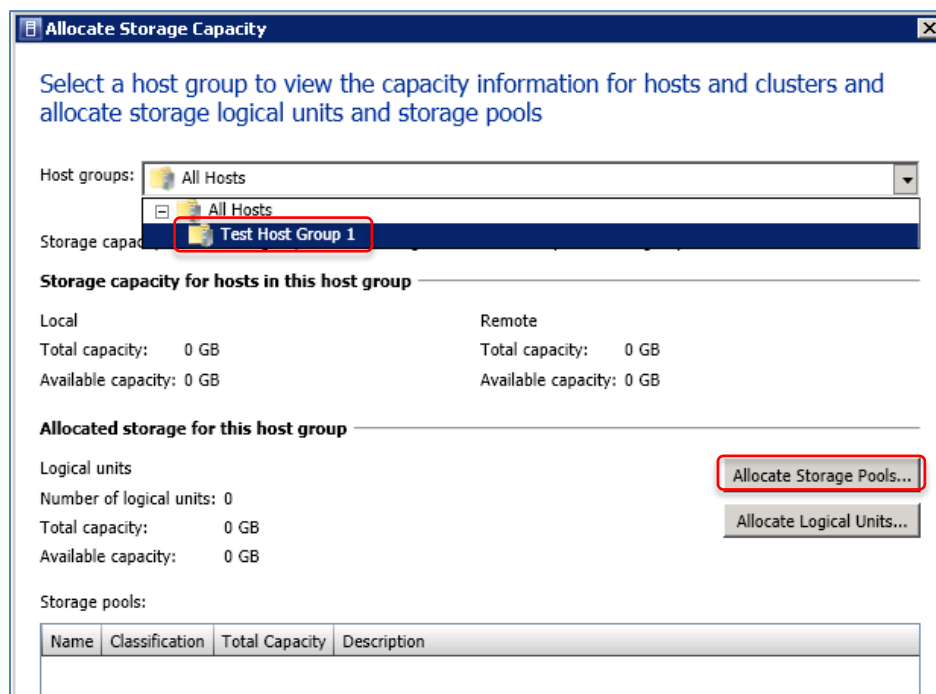 Allocate Storage Capacity
Select a host group to view the capacity information for hosts and clusters and
allocate storage logical units and storage pools
Host groups: All Hosts
All Hosts
Test Host Group 1
Storage capac
Storage capacity for hosts in this host group
Local Remote
Total capacity: 0 GB Total capacity: 0 GB
Available capacity: 0 GB Available capacity: 0 GB
Allocated storage for this host group
Logical units
Allocate Storage Pools...
Number of logical units: 0
Total capacity: 0 GB
Allocate Logical Units...
Available capacity: 0 GB
Storage pools:
Name Classification Total Capacity Description